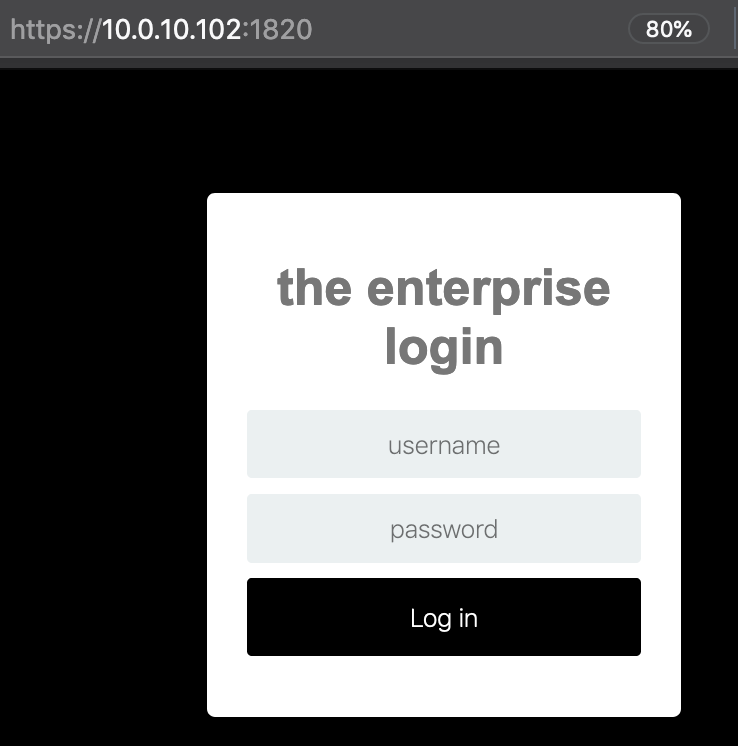 https://10.0.10.102:1820
80%
the enterprise
login
username
password
Log in